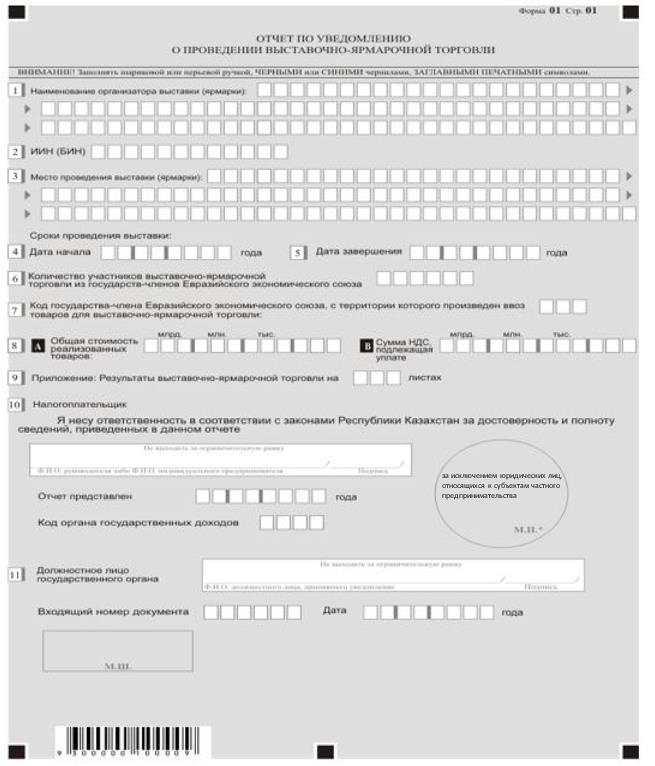 Форма 01 Стр. 01
ОТЧЕТ ПО УВЕДОМЛЕНИЮ
О ПРОВЕДЕНИИ ВЫСТАВОЧНО-ЯРМАРОЧНОЙ ТОРГОВЛИ
ВНИМАНИЕ! Заполнять шариковой или перьевой ручкой, ЧЕРНЫМИ или СИНИМИ чернилами, ЗАГЛАВНЫМИ ПЕЧАТНЫМИ символами.
1 Наименование организатора выставки (ярмарки):
2 ИИН (БИН)
3 Место проведения выставки (ярмарки):
Сроки проведения выставки:
4 Дата начала года 5 Дата завершения года
6 Количество участников выставочно-ярмарочной
торговли из государств-членов Евразийского экономического союза
7 Код государства-члена Евразийского экономического союза, с территории которого произведен ввоз
товаров для выставочно-ярмарочной торговли:
млрд. млн. тыс. млрд. млн. тыс.
8 A Общая стоимость B Сумма НДС,
реализованных подлежащая
товаров: уплате
9 Приложение: Результаты выставочно-ярмарочной торговли на листах
10 Налогоплательщик
Я несу ответственность в соответствии с законами Республики Казахстан за достоверность и полноту
сведений, приведенных в данном отчете
Не выходить за ограничительную рамку
Ф.И.О. руководителя либо Ф.И.О. индивидуального предпринимателя / Подпись /
за исключением юридических лиц,
относящихся к субъектам частного
предпринимательства
М.П.*
Отчет представлен года
Код органа государственных доходов
11 Должностное лицо
государственного органа
Не выходить за ограничительную рамку
Ф.И.О. должностного лица, принявшего уведомление / Подпись /
Входящий номер документа Дата года
М.Ш.
9 300000 100009